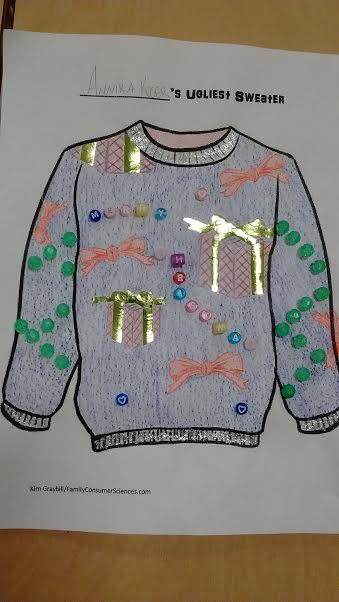 ANNIKA 'S UGLIEST SWEATER
M Y
H
B
A
Kim Graybill/FamilyConsumerSciences.com